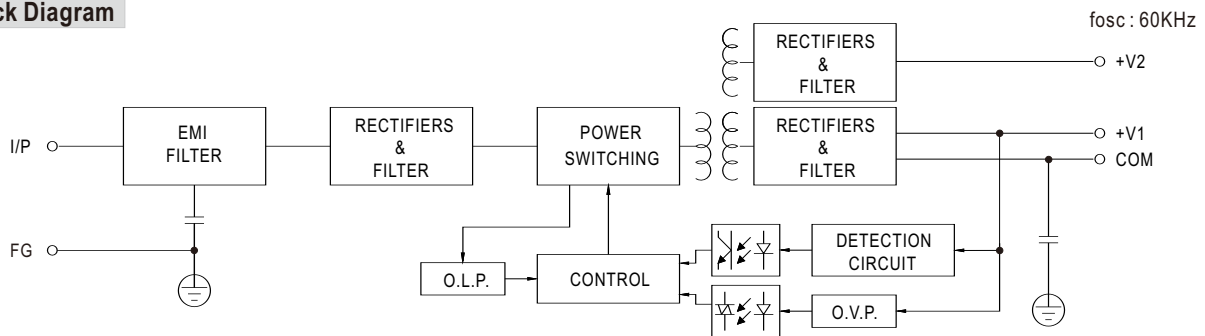 ck Diagram
fosc : 60KHz
RECTIFIERS
&
FILTER
+V2
I/P
EMI
FILTER
RECTIFIERS
&
FILTER
POWER
SWITCHING
RECTIFIERS
&
FILTER
+V1
COM
FG
O.L.P.
CONTROL
DETECTION
CIRCUIT
O.V.P.